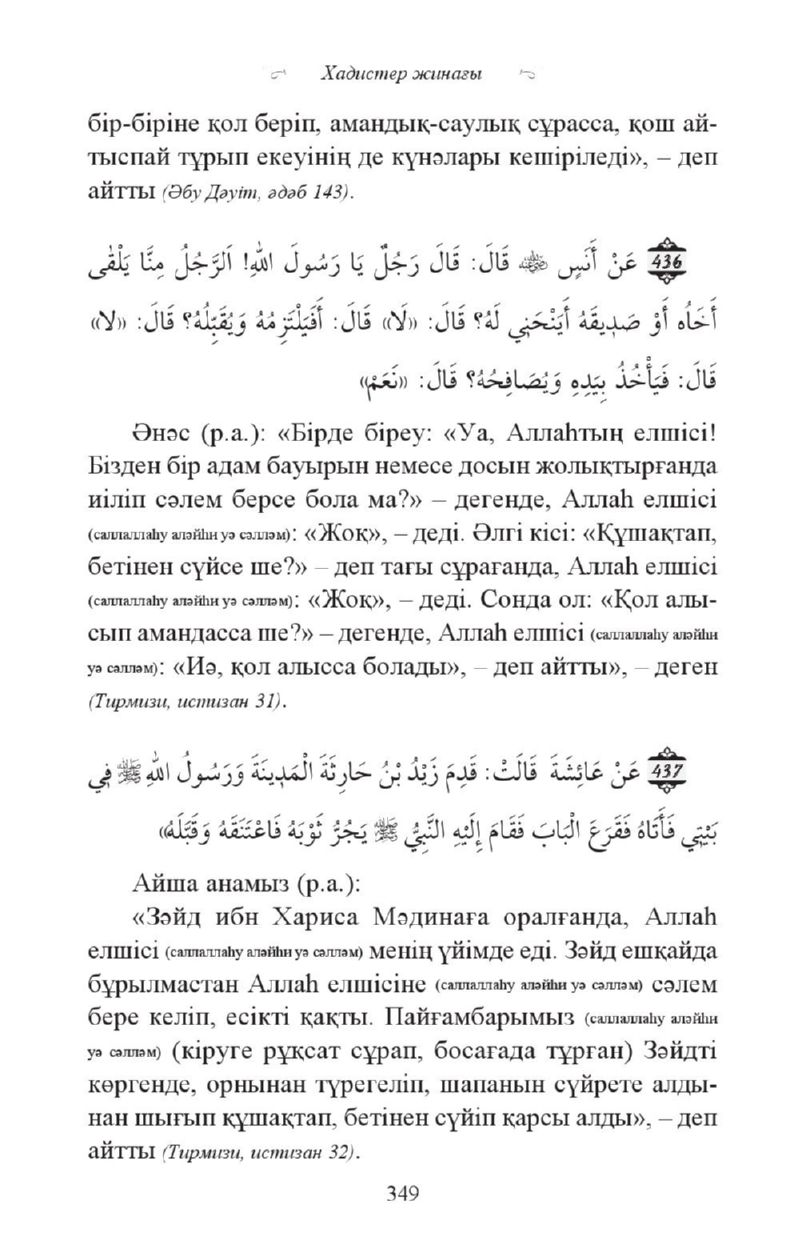 Хадистер жинағы
бір-біріне қол беріп, амандық-саулық сұрасса, қош ай-
тыспай тұрып екеуінің де күнәлары кешіріледі», – деп
айтты (Әбу Дәуіт, әдәб 143).
436 عَنْ أَنَسٍ ﷺ قَالَ: قَالَ رَجُلٌ يَا رَسُولَ اللهِ! اَلرَّجُلُ مِنَّا يَلْقٰى
أَخَاُه أَوْ صَدِيقَهُ أَيَنْحَنِي لَهُ؟ قَالَ: «لَا» قَالَ: أَفَيَلْتَزِمُهُ وَيُقَبِّلُهُ؟ قَالَ: «لَا»
قَالَ: فَيَأْخُذُ بِيَدِهِ وَيُصَافِحُهُ؟ قَالَ: «نَعَمْ»
Әнәс (р.а.): «Бірде біреу: «Уа, Аллаһтың елшісі!
Бізден бір адам бауырын немесе досын жолықтырғанда
иіліп сәлем берсе бола ма?» – дегенде, Аллаһ елшісі
(саллаллаһу аләйһи уә сәлләм): «Жоқ», – деді. Әлгі кісі: «Құшақтап,
бетінен сүйсе ше?» – деп тағы сұрағанда, Аллаһ елшісі
(саллаллаһу аләйһи уә сәлләм): «Жоқ», – деді. Сонда ол: «Қол алы-
сып амандасса ше?» – дегенде, Аллаһ елшісі (саллаллаһу аләйһи
уә сәлләм): «Иә, қол алысса болады», – деп айтты», – деген
(Тирмизи, истизан 31).
437 عَنْ عَائِشَةَ قَالَتْ: قَدِمَ زَيْدُ بْنُ حَارِثَةَ الْمَدِينَةَ وَرَسُولُ اللهِ ﷺ فِي
بَيْتِي فَأَتَاهُ فَقَرَعَ الْبَابَ فَقَامَ إِلَيْهِ النَّبِيُّ ﷺ يَجُرُّ ثَوْبَهُ فَاعْتَنَقَهُ وَقَبَّلَهُ»
Айша анамыз (р.а.):
«Зәйд ибн Хариса Мәдинаға оралғанда, Аллаһ
елшісі (саллаллаһу аләйһи уә сәлләм) менің үйімде еді. Зәйд ешқайда
бұрылмастан Аллаһ елшісіне (саллаллаһу аләйһи уә сәлләм) сәлем
бере келіп, есікті қақты. Пайғамбарымыз (саллаллаһу аләйһи
уә сәлләм) (кіруге рұқсат сұрап, босағада тұрған) Зәйдті
көргенде, орнынан түрегеліп, шапанын сүйрете алды-
нан шығып құшақтап, бетінен сүйіп қарсы алды», – деп
айтты (Тирмизи, истизан 32).
349